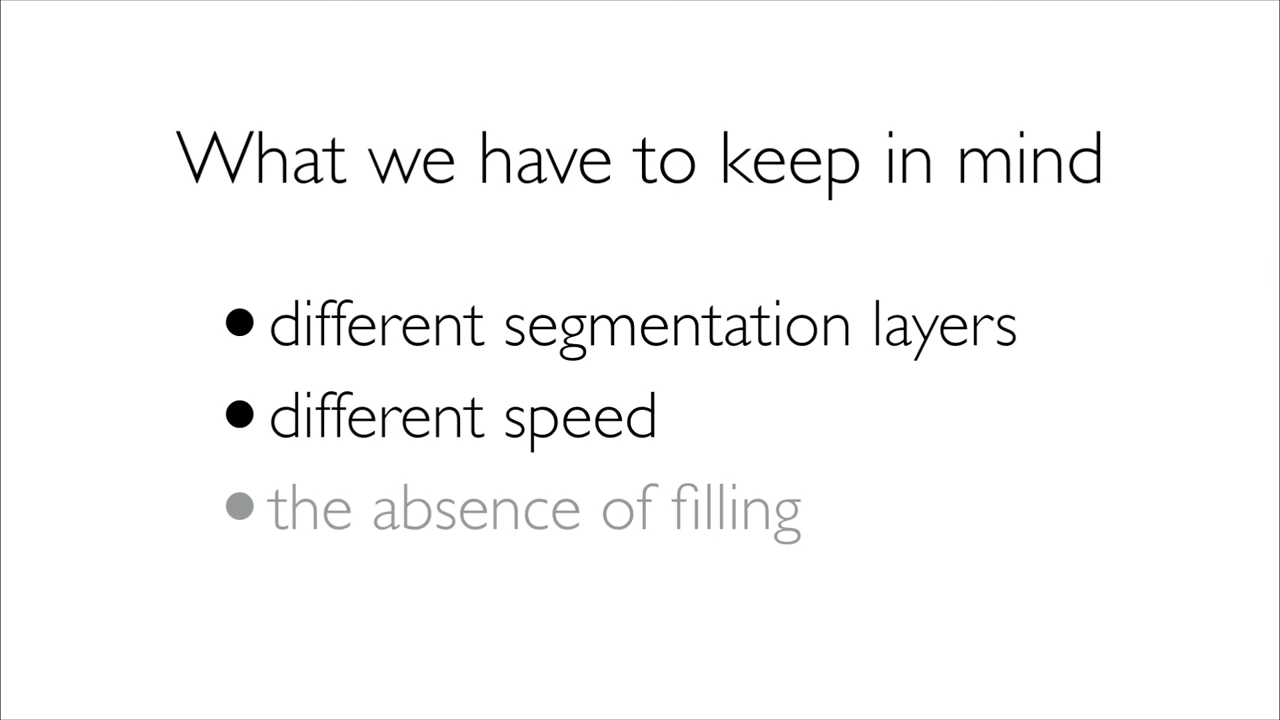 What we have to keep in mind
• different segmentation layers
• different speed
• the absence of filling